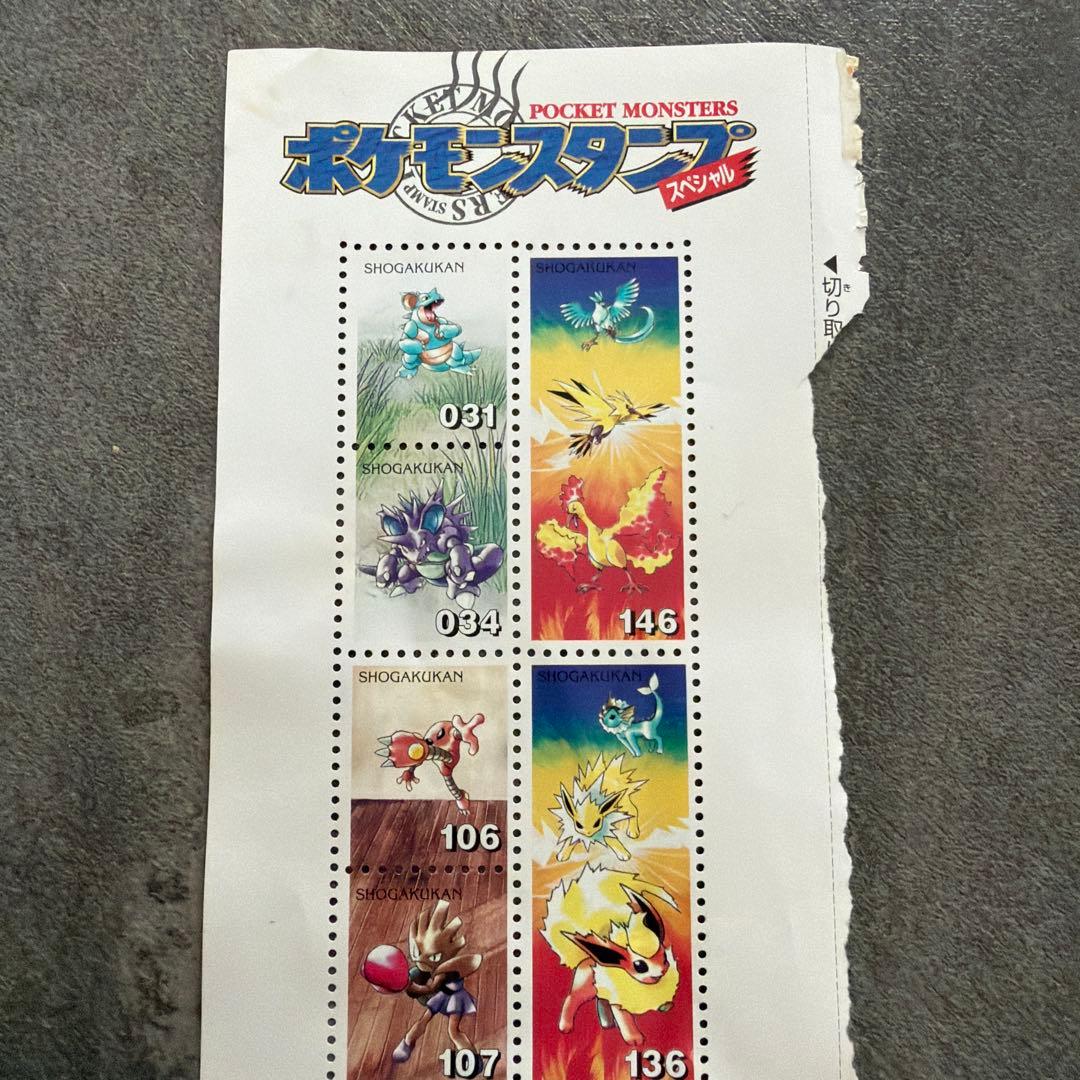 POCKET MONSTERS
ポケモンスタンプ
スペシャル
SHOGAKUKAN
031
SHOGAKUKAN
034
SHOGAKUKAN
146
SHOGAKUKAN
106
SHOGAKUKAN
107
SHOGAKUKAN
136
◀切り取
き